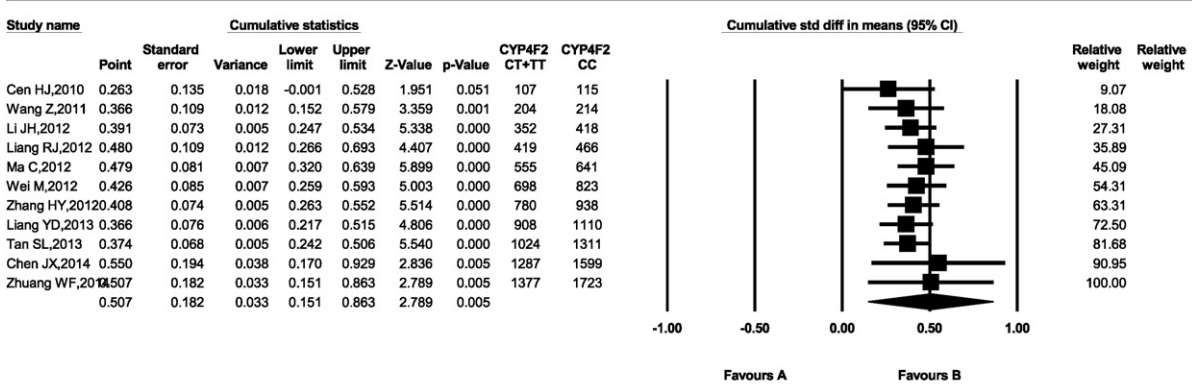 Study name Cumulative statistics Cumulative std diff in means (95% CI)
Standard Lower Upper CYP4F2 CYP4F2 Relative Relative
Point error Variance limit limit Z-Value p-Value CT+TT CC weight weight
Cen HJ,2010 0.263 0.135 0.018 -0.001 0.528 1.951 0.051 107 115 9.07
Wang Z,2011 0.366 0.109 0.012 0.152 0.579 3.359 0.001 204 214 18.08
Li JH,2012 0.391 0.073 0.005 0.247 0.534 5.338 0.000 352 418 27.31
Liang RJ,2012 0.480 0.109 0.012 0.266 0.693 4.407 0.000 419 466 35.89
Ma C,2012 0.479 0.081 0.007 0.320 0.639 5.899 0.000 555 641 45.09
Wei M,2012 0.426 0.085 0.007 0.259 0.593 5.003 0.000 698 823 54.31
Zhang HY,2012 0.408 0.074 0.005 0.263 0.552 5.514 0.000 780 938 63.31
Liang YD,2013 0.366 0.076 0.006 0.217 0.515 4.806 0.000 908 1110 72.50
Tan SL,2013 0.374 0.068 0.005 0.242 0.506 5.540 0.000 1024 1311 81.68
Chen JX,2014 0.550 0.194 0.038 0.170 0.929 2.836 0.005 1287 1599 90.95
Zhuang WF,2014 0.507 0.182 0.033 0.151 0.863 2.789 0.005 1377 1723 100.00
0.507 0.182 0.033 0.151 0.863 2.789 0.005
-1.00 -0.50 0.00 0.50 1.00
Favours A Favours B